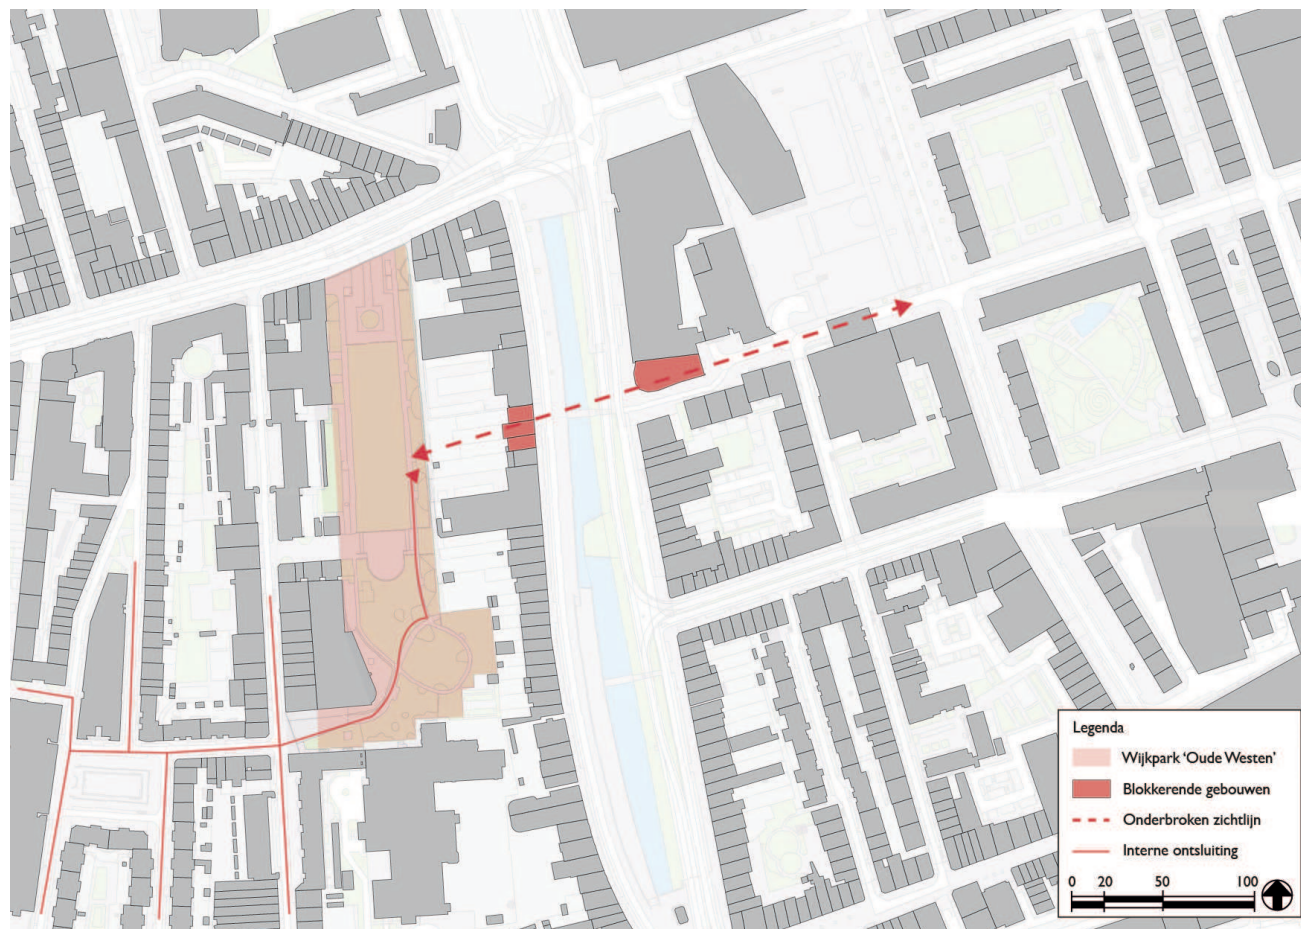 Legenda
Wijkpark ‘Oude Westen’
Blokkerende gebouwen
Onderbroken zichtlijn
Interne ontsluiting
0 20 50 100